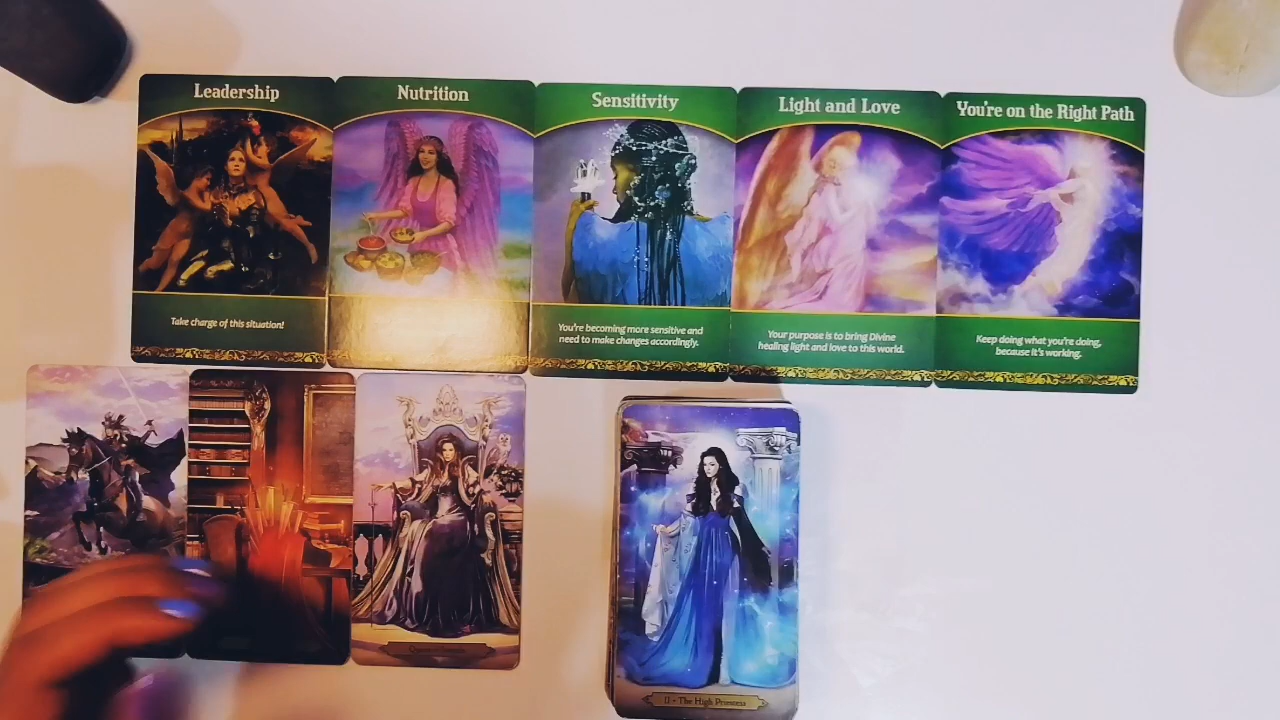 Leadership
Take charge of this situation!
Nutrition
Sensitivity
You're becoming more sensitive and
need to make changes accordingly.
Light and Love
Your purpose is to bring Divine
healing light and love to this world.
You're on the Right Path
Keep doing what you're doing,
because it's working.
II • The High Priestess